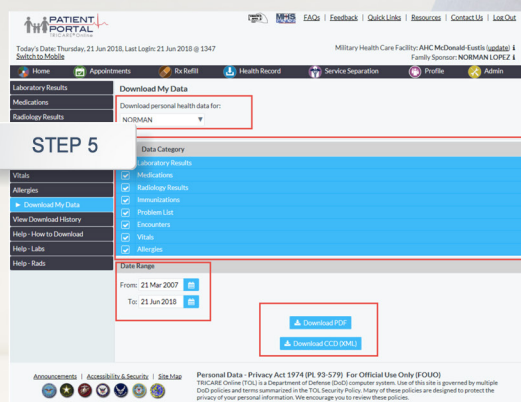 PATIENT
PORTAL
TRICARE Online
MHS
FAQs | Feedback | Quick Links | Resources | Contact Us | Log Out
Today's Date: Thursday, 21 Jun 2018, Last Login: 21 Jun 2018 @ 1347
Switch to Mobile
Military Health Care Facility: AHC McDonald-Eustis (update)
Family Sponsor: NORMAN LOPEZ
Home
Appointments
Rx Refill
Health Record
Service Separation
Profile
Admin
Laboratory Results
Medications
Radiology Results
STEP 5
Vitals
Allergies
Download My Data
View Download History
Help - How to Download
Help - Labs
Help - Rads
Download My Data
Download personal health data for:
NORMAN
Data Category
Laboratory Results
Medications
Radiology Results
Immunizations
Problem List
Encounters
Vitals
Allergies
Date Range
From: 21 Mar 2007
To: 21 Jun 2018
Download PDF
Download CCD (XML)
Announcements | Accessibility & Security | Site Map
Personal Data - Privacy Act 1974 (PL 93-579) For Official Use Only (FOUO)
TRICARE Online (TOL) is a Department of Defense (DoD) computer system. Use of this site is governed by multiple
DoD policies and terms summarized in the TOL Security Policy. Many of these policies are designed to protect the
privacy of your personal information. We encourage you to review these policies.